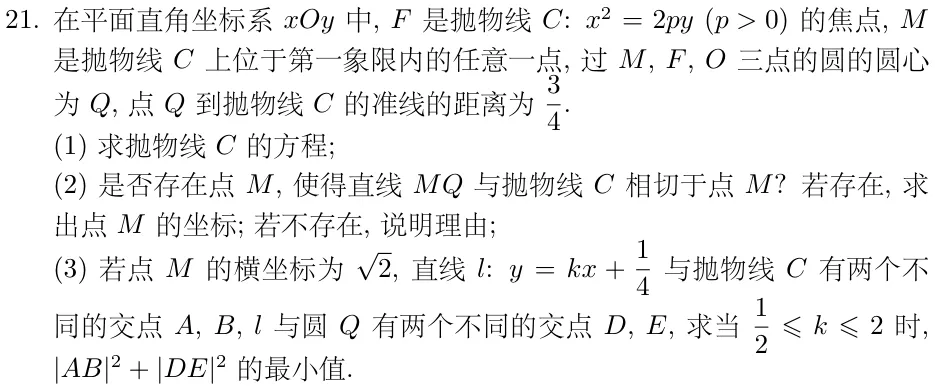 21. 在平面直角坐标系 xOy 中, F 是抛物线 C: x² = 2py (p > 0) 的焦点, M
是抛物线 C 上位于第一象限内的任意一点, 过 M, F, O 三点的圆的圆心
为 Q, 点 Q 到抛物线 C 的准线的距离为 3/4.
(1) 求抛物线 C 的方程;
(2) 是否存在点 M, 使得直线 MQ 与抛物线 C 相切于点 M? 若存在, 求
出点 M 的坐标; 若不存在, 说明理由;
(3) 若点 M 的横坐标为 √2, 直线 l: y = kx + 1/4 与抛物线 C 有两个不
同的交点 A, B, l 与圆 Q 有两个不同的交点 D, E, 求当 1/2 ⩽ k ⩽ 2 时,
|AB|² + |DE|² 的最小值.